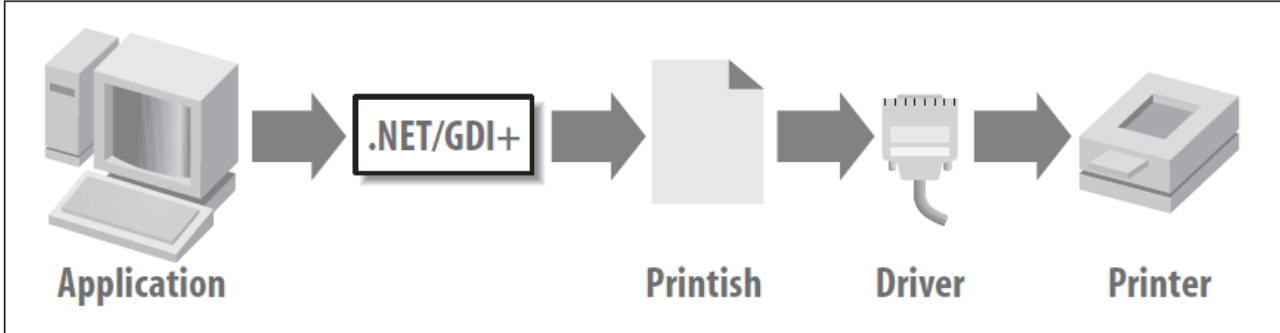 .NET/GDI+
Application
Printish
Driver
Printer